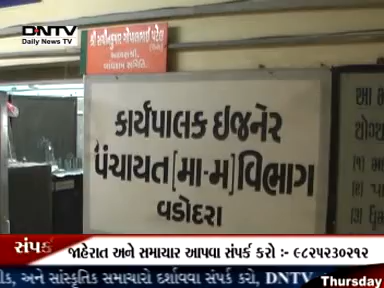 DNTV
Daily News TV
કાર્યપાલક ઇજનેર
પંચાયત [મા-મ] વિભાગ
વડોદરા
સંપર્ક
જાહેરાત અને સમાચાર આપવા સંપર્ક કરો :- ૯૮૨૫૨૩૦૨૧૨
અને સાંસ્કૃતિક સમાચારો દર્શાવવા સંપર્ક કરો, DNTV
Thursday